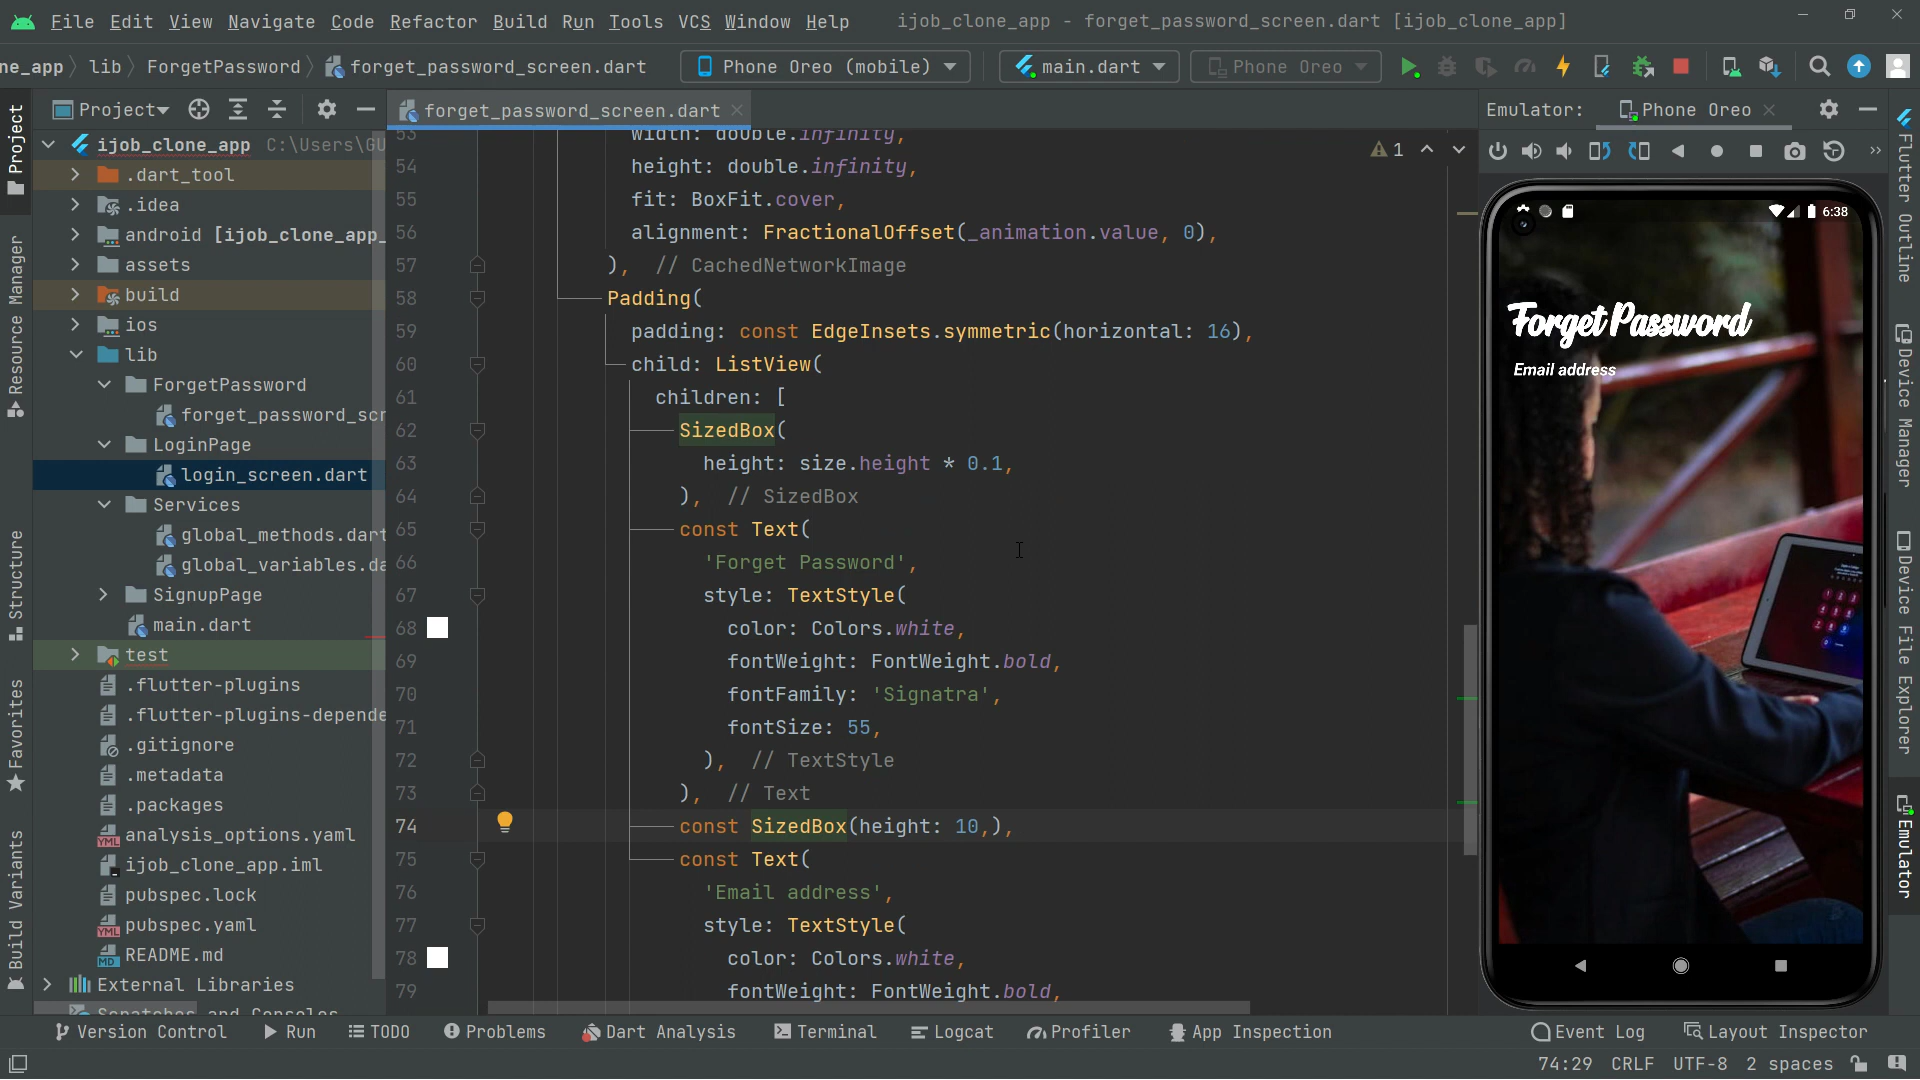 File Edit View Navigate Code Refactor Build Run Tools VCS Window Help ijob_clone_app - forget_password_screen.dart [ijob_clone_app]
ne_app lib ForgetPassword forget_password_screen.dart Phone Oreo (mobile) main.dart Phone Oreo
Project forget_password_screen.dart Emulator: Phone Oreo
ijob_clone_app C:\Users\GU
.dart_tool
.idea
android [ijob_clone_app_
assets
build
ios
lib
ForgetPassword
forget_password_scr
LoginPage
login_screen.dart
Services
global_methods.dart
global_variables.da
SignupPage
main.dart
test
.flutter-plugins
.flutter-plugins-depende
.gitignore
.metadata
.packages
analysis_options.yaml
ijob_clone_app.iml
pubspec.lock
pubspec.yaml
README.md
External Libraries
Scratches and Consoles
53 width: double.infinity,
54 height: double.infinity,
55 fit: BoxFit.cover,
56 alignment: FractionalOffset(_animation.value, 0),
57 ), // CachedNetworkImage
58 Padding(
59 padding: const EdgeInsets.symmetric(horizontal: 16),
60 child: ListView(
61 children: [
62 SizedBox(
63 height: size.height * 0.1,
64 ), // SizedBox
65 const Text(
66 'Forget Password',
67 style: TextStyle(
68 color: Colors.white,
69 fontWeight: FontWeight.bold,
70 fontFamily: 'Signatra',
71 fontSize: 55,
72 ), // TextStyle
73 ), // Text
74 const SizedBox(height: 10,),
75 const Text(
76 'Email address',
77 style: TextStyle(
78 color: Colors.white,
79 fontWeight: FontWeight.bold,
1
6:38
Forget Password
Email address
Project
Resource Manager
Structure
Favorites
Build Variants
Flutter Outline
Device Manager
Device File Explorer
Emulator
Version Control Run TODO Problems Dart Analysis Terminal Logcat Profiler App Inspection Event Log Layout Inspector
74:29 CRLF UTF-8 2 spaces